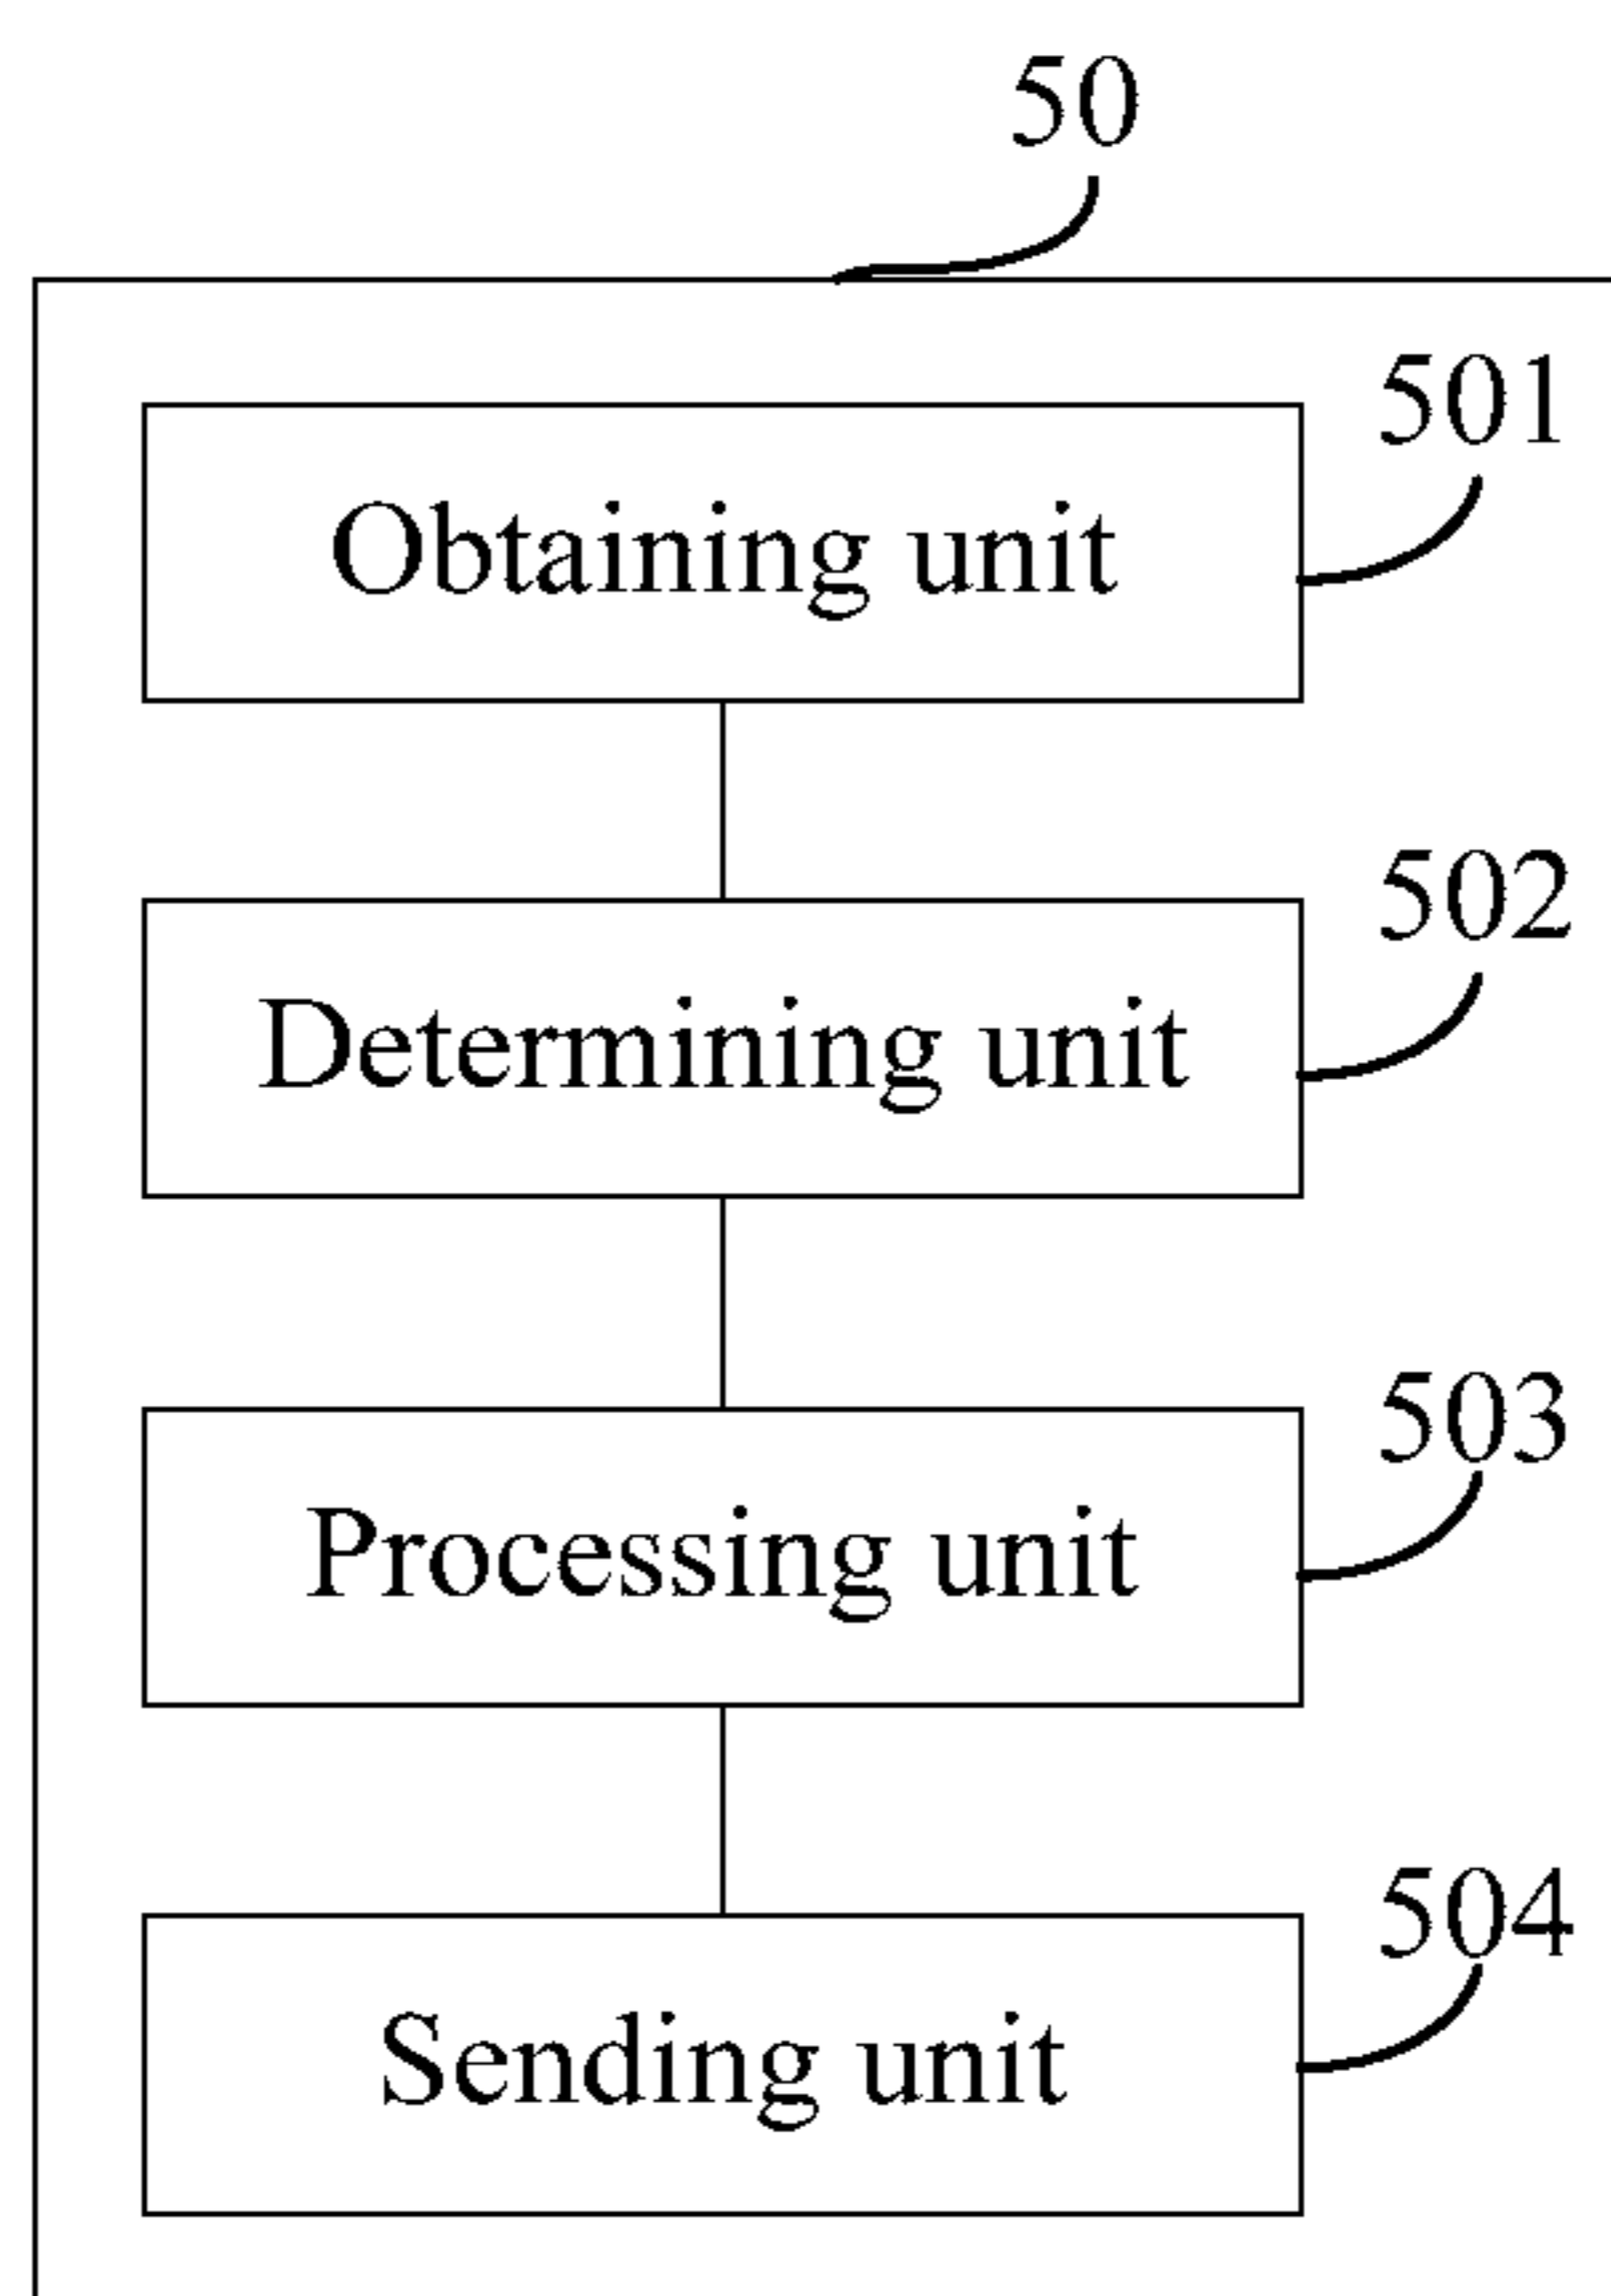 50
501
Obtaining unit
502
Determining unit
503
Processing unit
504
Sending unit